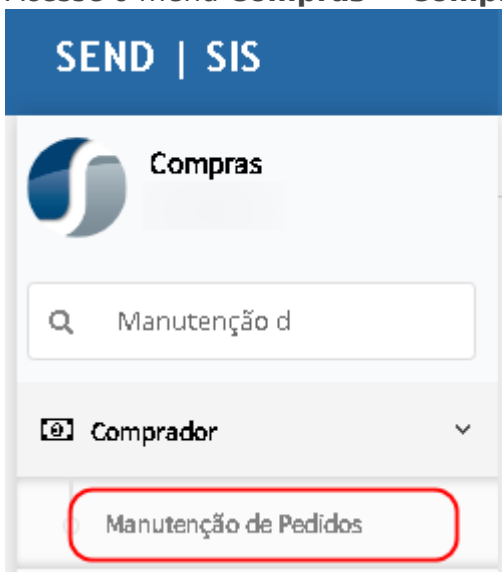 SEND | SIS
Compras
Manutenção d
Comprador
Manutenção de Pedidos